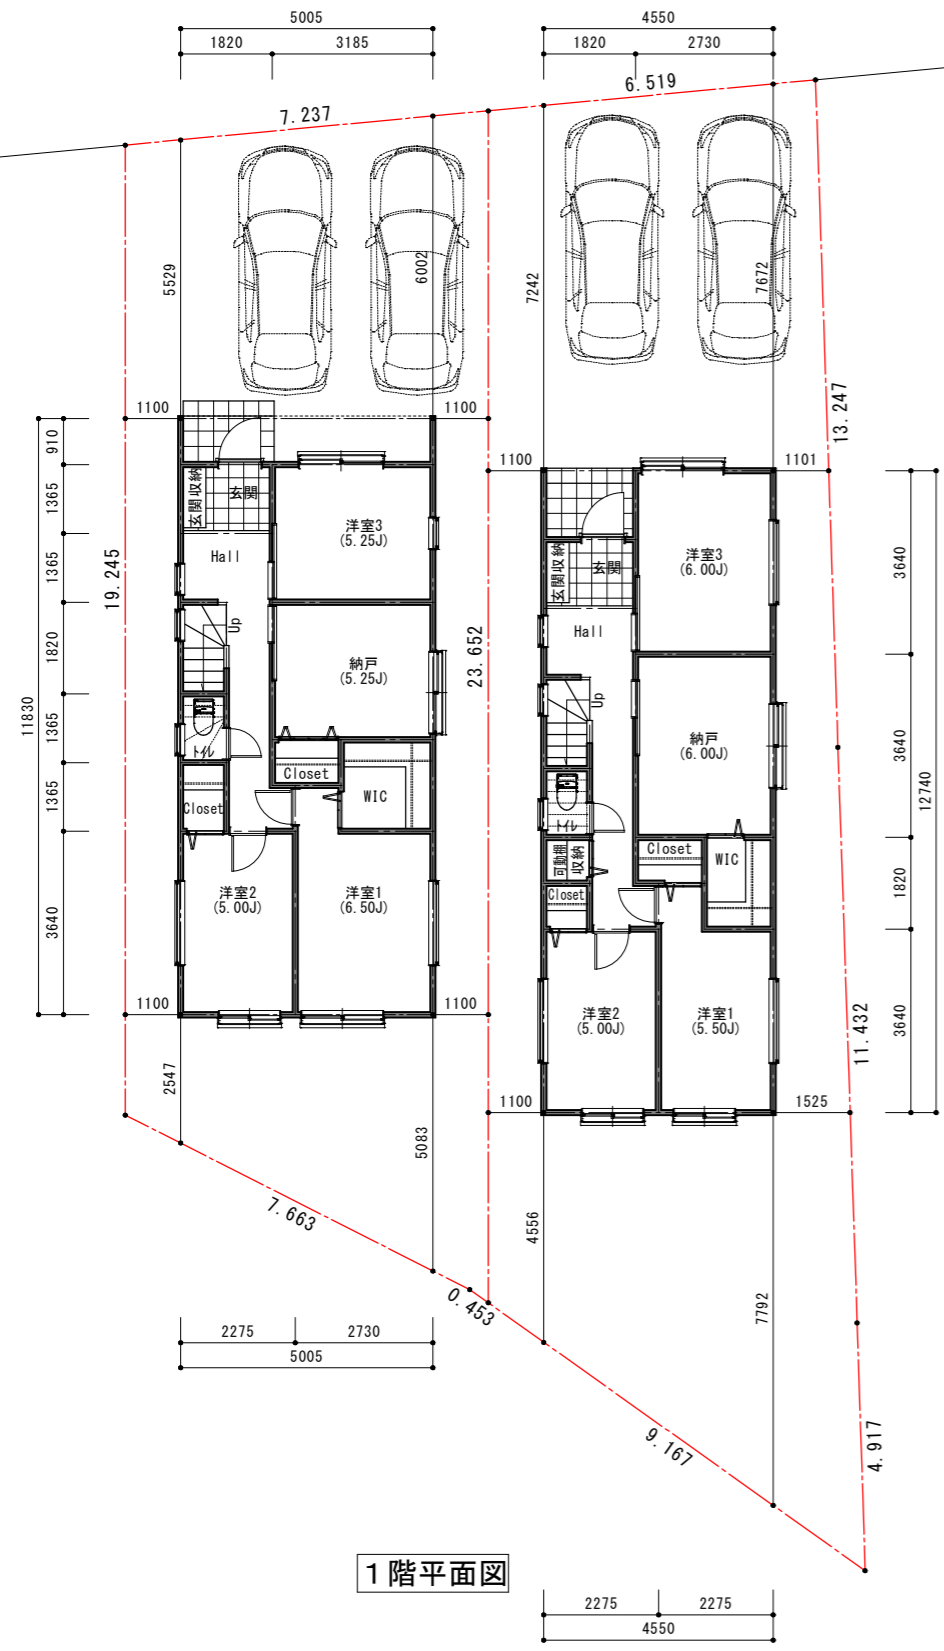 5005
4550
1820
3185
1820
2730
7.237
6.519
5529
6002
7242
7672
13.247
1100
1100
1100
1101
910
1365
1365
1820
1365
1365
3640
11830
19.245
23.652
玄関収納
玄関
洋室3
(5.25J)
Hall
Up
納戸
(5.25J)
トイレ
Closet
Closet
WIC
洋室2
(5.00J)
洋室1
(6.50J)
1100
1100
2547
5083
7.663
0.453
2275
2730
5005
玄関収納
玄関
洋室3
(6.00J)
Hall
Up
納戸
(6.00J)
トイレ
可動棚
収納
Closet
Closet
WIC
洋室2
(5.00J)
洋室1
(5.50J)
3640
3640
1820
3640
12740
11.432
1100
1525
4556
7792
9.167
4.917
1階平面図
2275
2275
4550